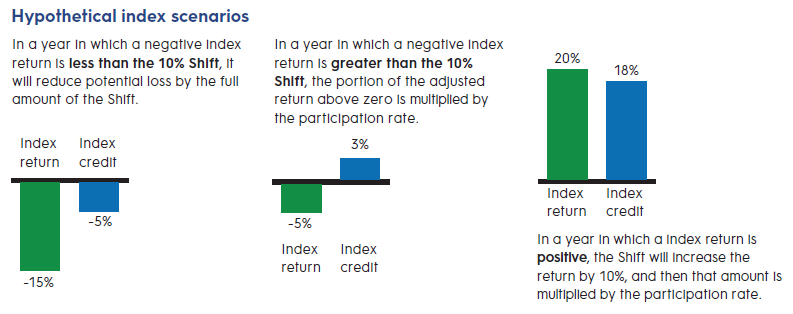 Hypothetical index scenarios
In a year in which a negative index
return is less than the 10% Shift, it
will reduce potential loss by the full
amount of the Shift.
Index
return
Index
credit
-5%
-15%
In a year in which a negative index
return is greater than the 10%
Shift, the portion of the adjusted
return above zero is multiplied by
the participation rate.
3%
-5%
Index
return
Index
credit
20%
18%
Index
return
Index
credit
In a year in which a index return is
positive, the Shift will increase the
return by 10%, and then that amount is
multiplied by the participation rate.